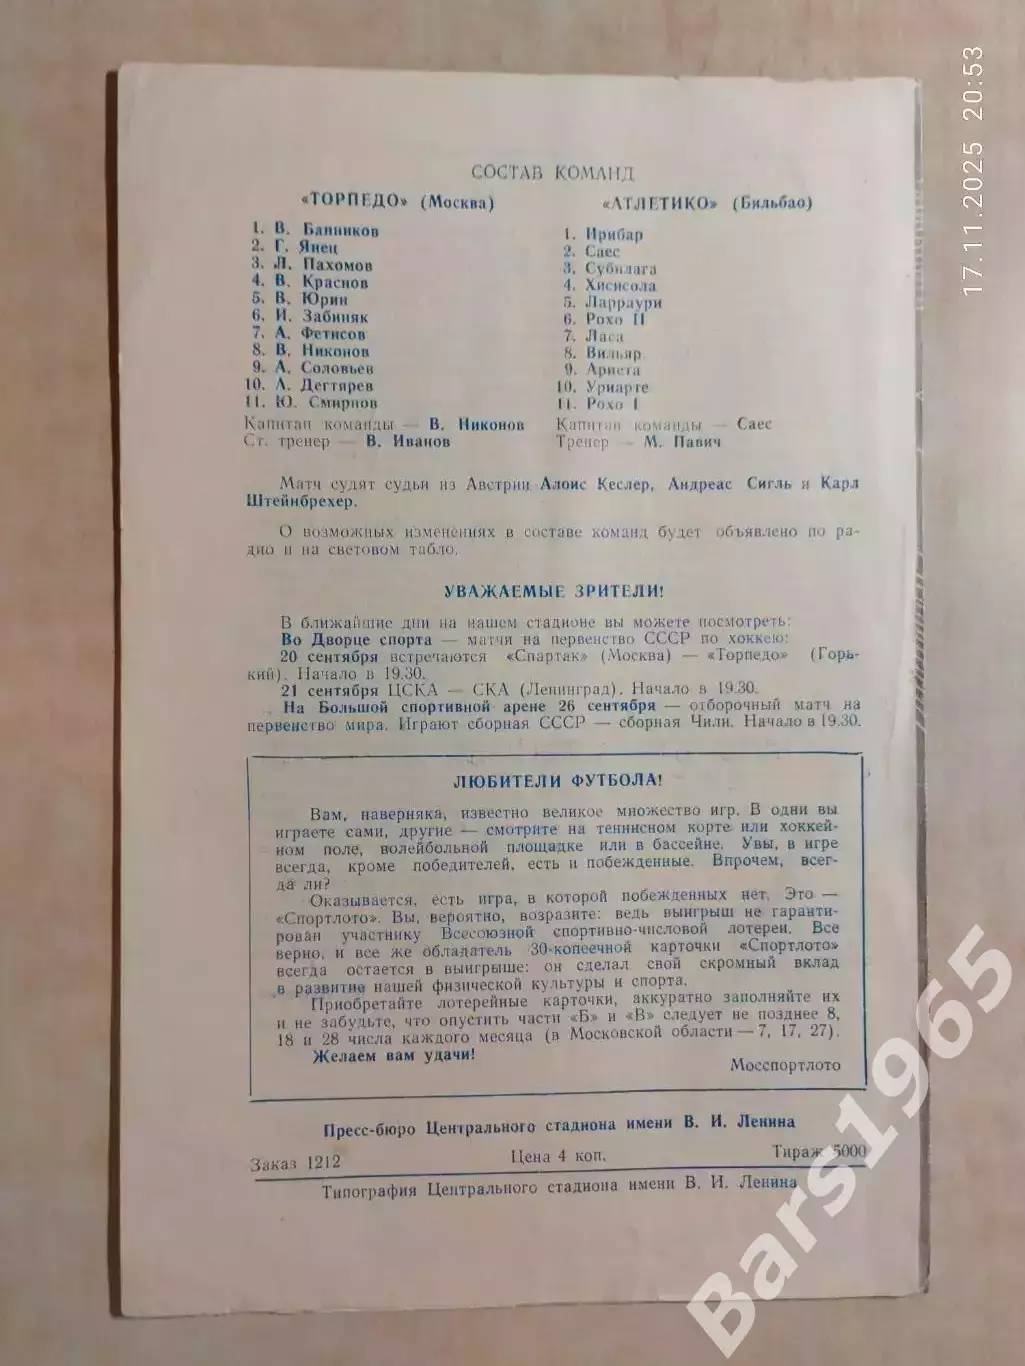 СОСТАВ КОМАНД
«ТОРПЕДО» (Москва)
1. В. Банников
2. Г. Янец
3. Л. Пахомов
4. В. Краснов
5. В. Юрин
6. И. Забиняк
7. А. Фетисов
8. В. Никонов
9. А. Соловьев
10. А. Дегтярев
11. Ю. Смирнов
Капитан команды — В. Никонов
Ст. тренер — В. Иванов
«АТЛЕТИКО» (Бильбао)
1. Ирибар
2. Саес
3. Субилага
4. Хисисола
5. Ларраури
6. Рохо II
7. Ласа
8. Вильяр
9. Ариета
10. Уриарте
11. Рохо I
Капитан команды — Саес
Тренер — М. Павич
Матч судят судьи из Австрии Алоис Кеслер, Андреас Сигль и Карл
Штейнбрехер.
О возможных изменениях в составе команд будет объявлено по ра-
дио и на световом табло.
УВАЖАЕМЫЕ ЗРИТЕЛИ!
В ближайшие дни на нашем стадионе вы можете посмотреть:
Во Дворце спорта — матчи на первенство СССР по хоккею:
20 сентября встречаются «Спартак» (Москва) — «Торпедо» (Горь-
кий). Начало в 19.30.
21 сентября ЦСКА — СКА (Ленинград). Начало в 19.30.
На Большой спортивной арене 26 сентября — отборочный матч на
первенство мира. Играют сборная СССР — сборная Чили. Начало в 19.30.
ЛЮБИТЕЛИ ФУТБОЛА!
Вам, наверняка, известно великое множество игр. В одни вы
играете сами, другие — смотрите на теннисном корте или хоккей-
ном поле, волейбольной площадке или в бассейне. Увы, в игре
всегда, кроме победителей, есть и побежденные. Впрочем, всег-
да ли?
Оказывается, есть игра, в которой побежденных нет. Это —
«Спортлото». Вы, вероятно, возразите: ведь выигрыш не гаранти-
рован участнику Всесоюзной спортивно-числовой лотереи. Все
верно, и все же обладатель 30-копеечной карточки «Спортлото»
всегда остается в выигрыше: он сделал свой скромный вклад
в развитие нашей физической культуры и спорта.
Приобретайте лотерейные карточки, аккуратно заполняйте их
и не забудьте, что опустить части «Б» и «В» следует не позднее 8,
18 и 28 числа каждого месяца (в Московской области — 7, 17, 27).
Желаем вам удачи!
Мосспортлото
Пресс-бюро Центрального стадиона имени В. И. Ленина
Заказ 1212 Цена 4 коп. Тираж 5000
Типография Центрального стадиона имени В. И. Ленина
17.11.2025 20:53
Bars1965